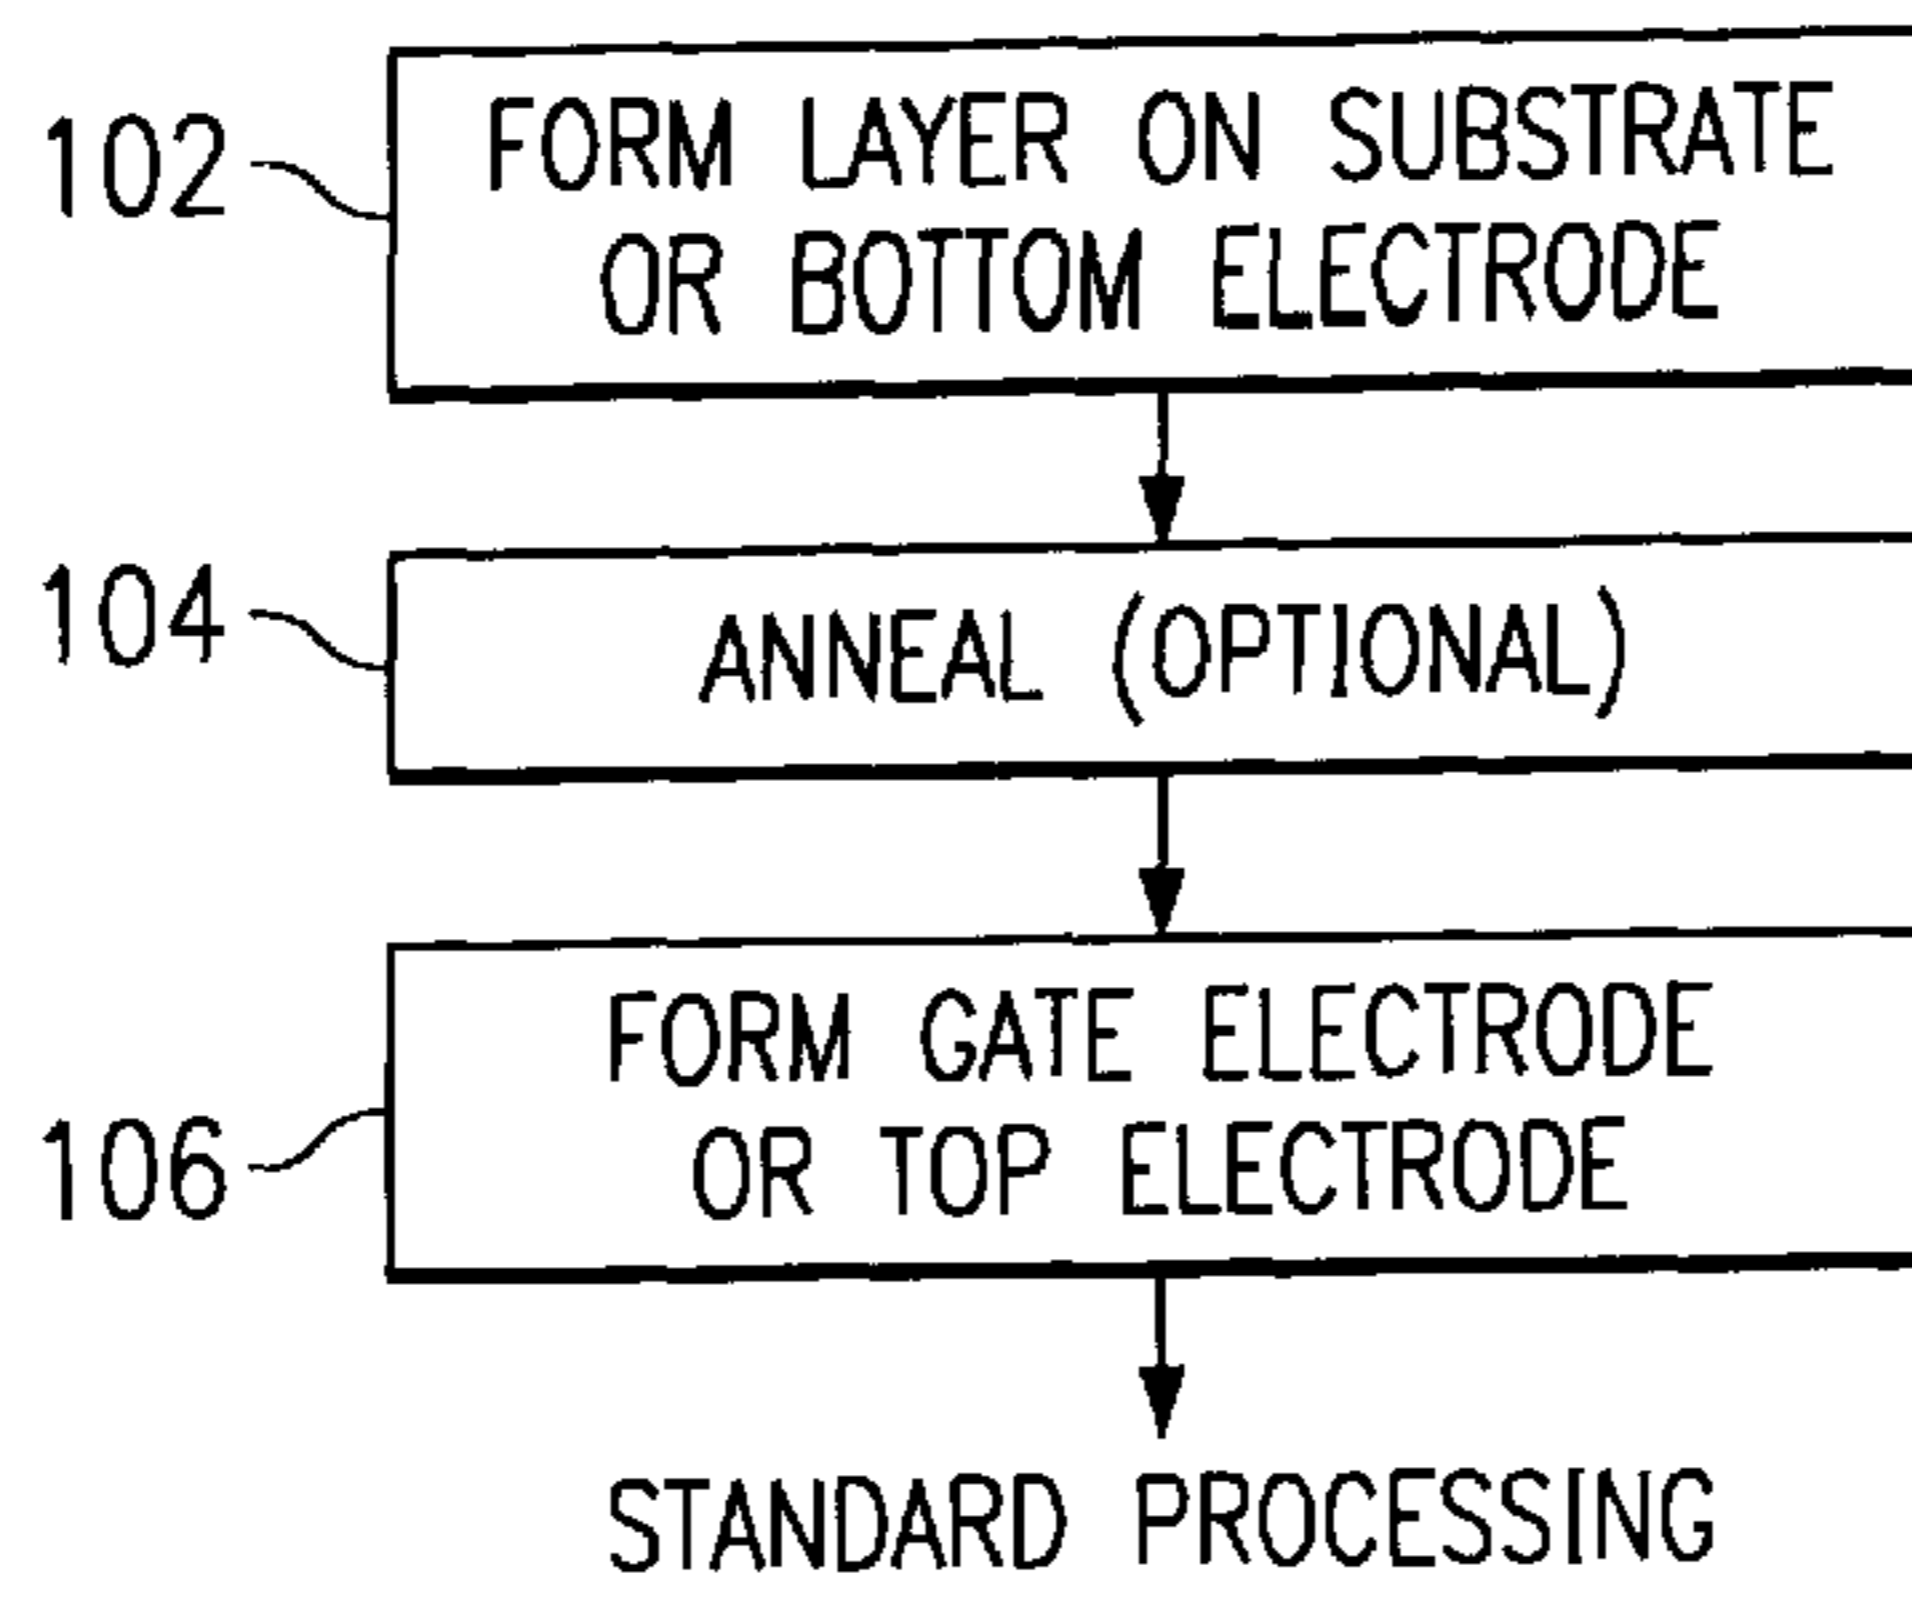 102
FORM LAYER ON SUBSTRATE
OR BOTTOM ELECTRODE
104
ANNEAL (OPTIONAL)
106
FORM GATE ELECTRODE
OR TOP ELECTRODE
STANDARD PROCESSING